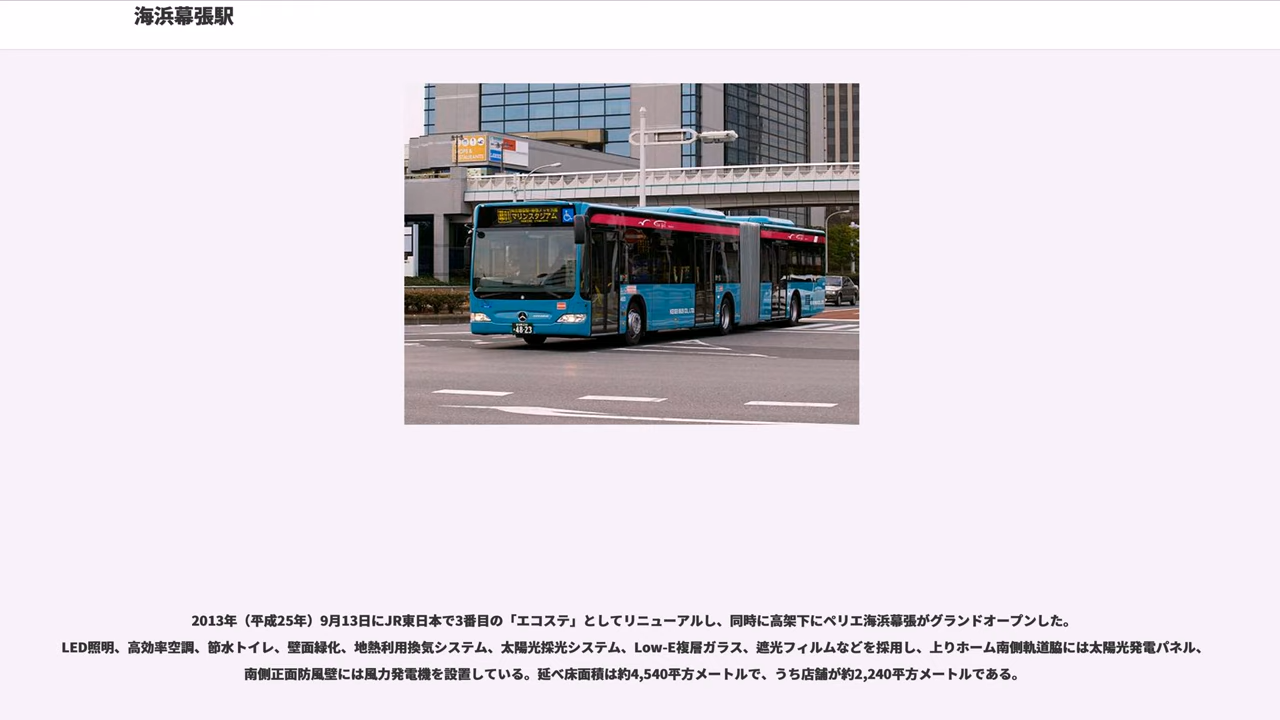 海浜幕張駅
マリンスタジアム
48-23
2013年（平成25年）9月13日にJR東日本で3番目の「エコステ」としてリニューアルし、同時に高架下にペリエ海浜幕張がグランドオープンした。
LED照明、高効率空調、節水トイレ、壁面緑化、地熱利用換気システム、太陽光採光システム、Low-E複層ガラス、遮光フィルムなどを採用し、上りホーム南側軌道脇には太陽光発電パネル、
南側正面防風壁には風力発電機を設置している。延べ床面積は約4,540平方メートルで、うち店舗が約2,240平方メートルである。